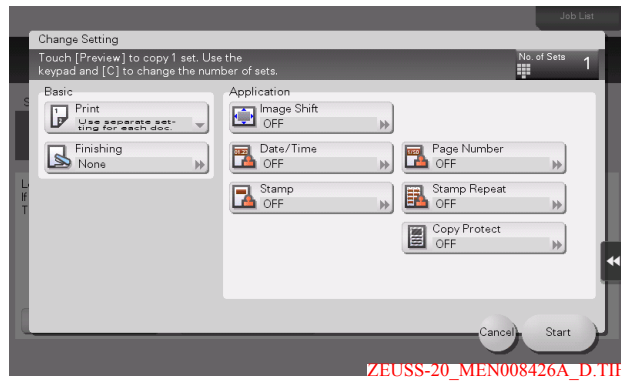 Job List
Change Setting
Touch [Preview] to copy 1 set. Use the
keypad and [C] to change the number of sets.
No. of Sets
1
Basic
Print
Use separate set-
ting for each doc.
Finishing
None
Application
Image Shift
OFF
Date/Time
OFF
Page Number
OFF
Stamp
OFF
Stamp Repeat
OFF
Copy Protect
OFF
Cancel
Start
ZEUSS-20_MEN008426A_D.TIF